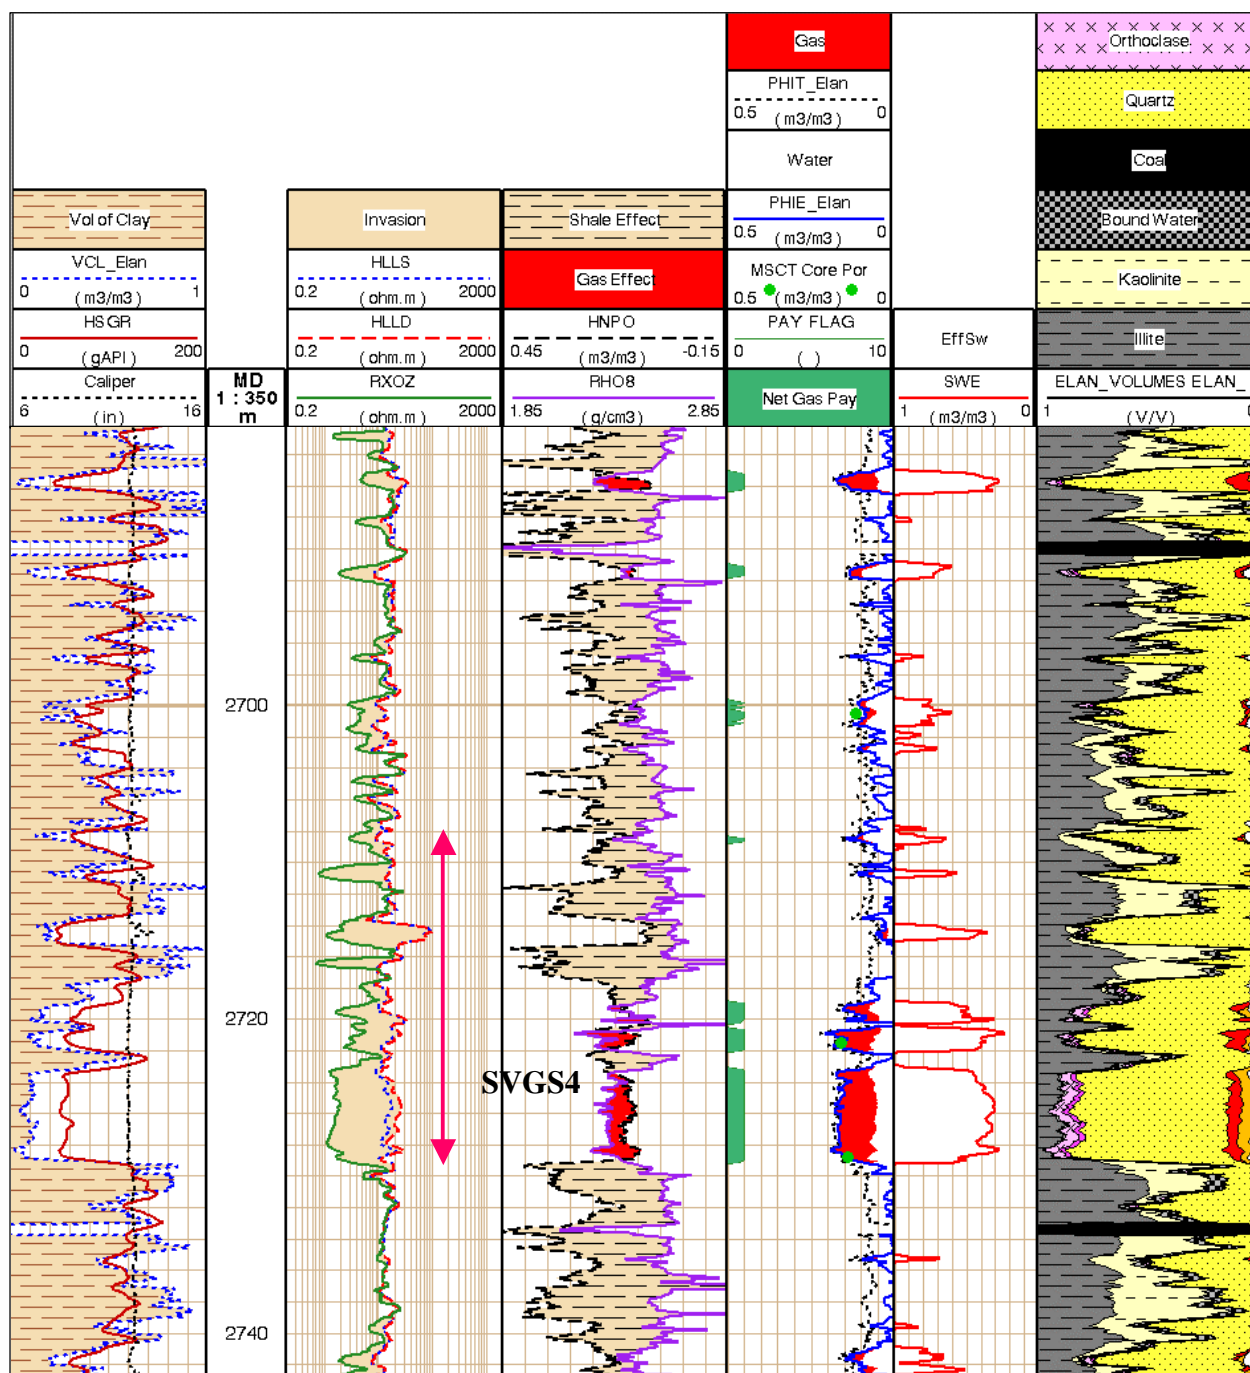 Gas
Orthoclase
PHIT_Elan
0.5 (m3/m3) 0
Quartz
Water
Coal
Vol of Clay
Invasion
Shale Effect
PHIE_Elan
0.5 (m3/m3) 0
Bound Water
VCL_Elan
0 (m3/m3) 1
HLLS
0.2 (ohm.m) 2000
Gas Effect
MSCT Core Por
0.5 (m3/m3) 0
Kaolinite
HSGR
0 (gAPI) 200
HLLD
0.2 (ohm.m) 2000
HNPO
0.45 (m3/m3) -0.15
PAY FLAG
0 ( ) 10
EffSw
Illite
Caliper
6 (in) 16
MD
1 : 350
m
RXOZ
0.2 (ohm.m) 2000
RHO8
1.85 (g/cm3) 2.85
Net Gas Pay
SWE
1 (m3/m3) 0
ELAN_VOLUMES ELAN_
1 (V/V) 0
2700
2720
SVGS4
2740